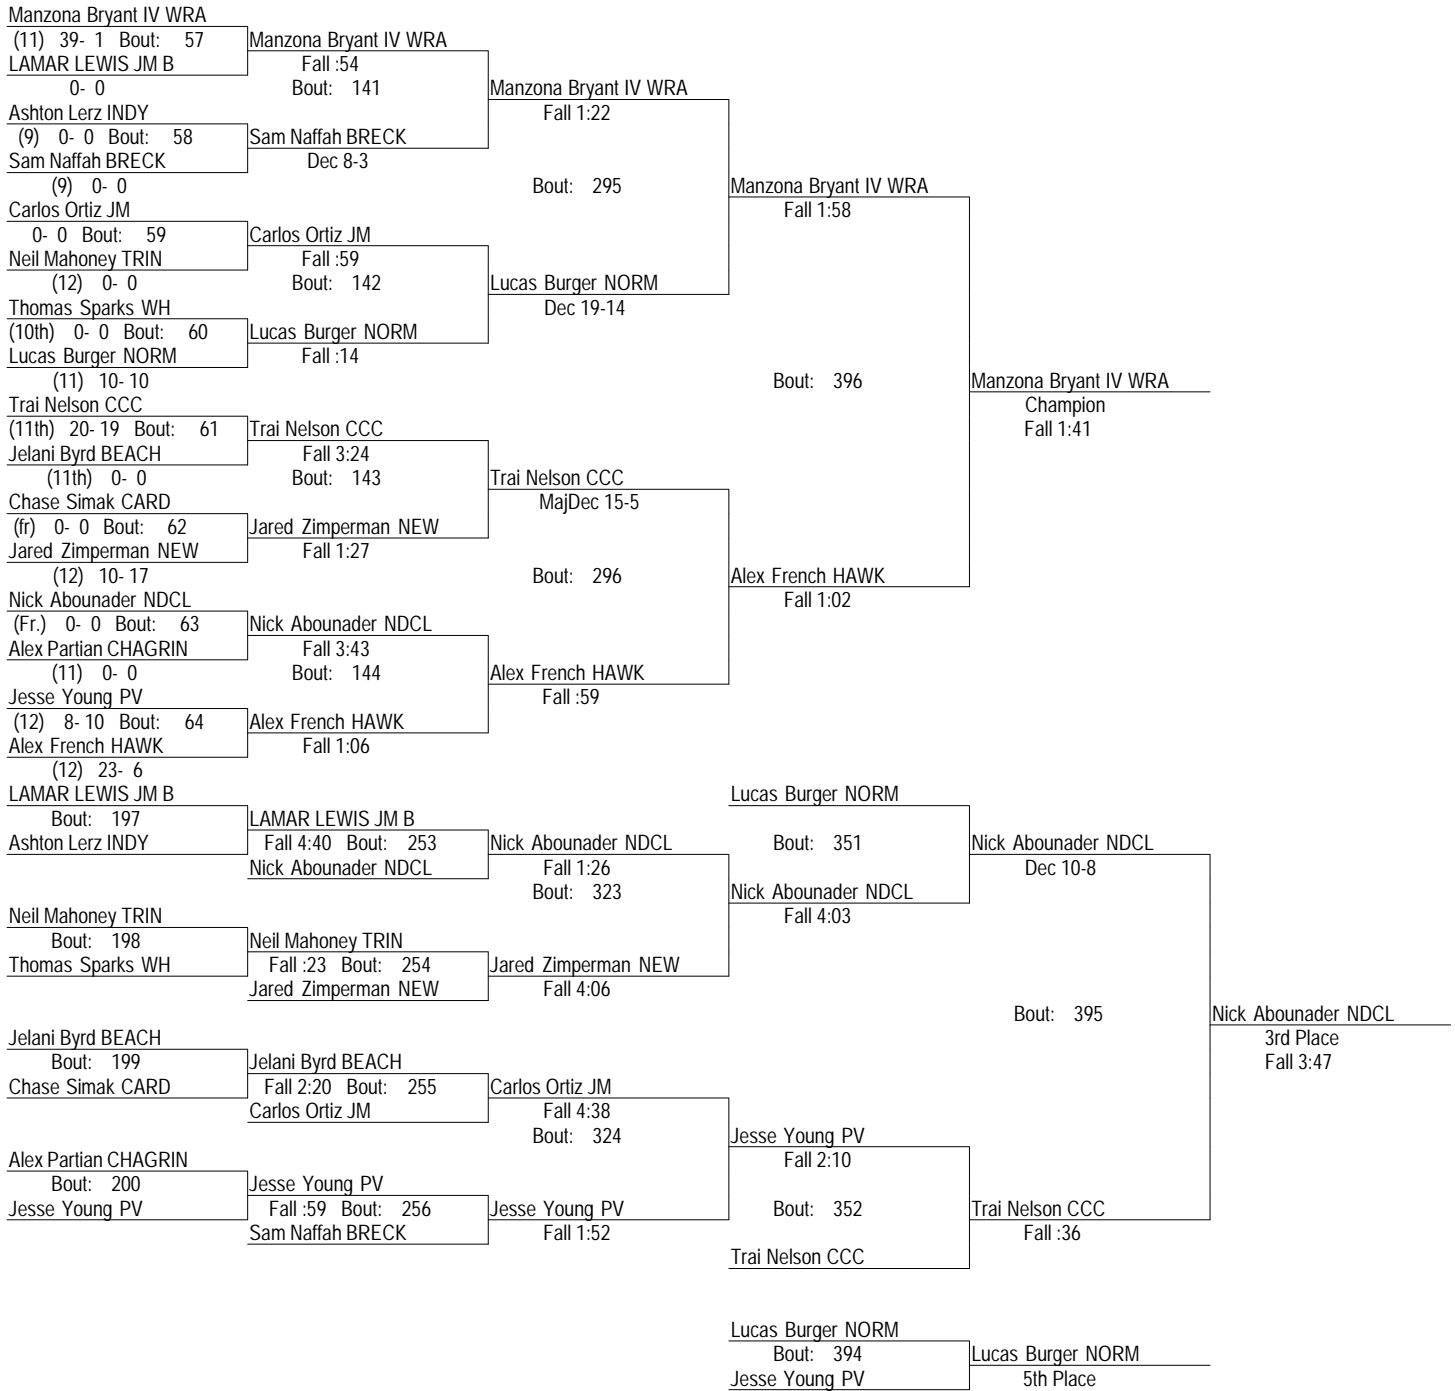 Manzona Bryant IV WRA
(11) 39- 1 Bout: 57
LAMAR LEWIS JM B
0- 0
Ashton Lerz INDY
(9) 0- 0 Bout: 58
Sam Naffah BRECK
(9) 0- 0
Carlos Ortiz JM
0- 0 Bout: 59
Neil Mahoney TRIN
(12) 0- 0
Thomas Sparks WH
(10th) 0- 0 Bout: 60
Lucas Burger NORM
(11) 10- 10
Trai Nelson CCC
(11th) 20- 19 Bout: 61
Jelani Byrd BEACH
(11th) 0- 0
Chase Simak CARD
(fr) 0- 0 Bout: 62
Jared Zimperman NEW
(12) 10- 17
Nick Abounader NDCL
(Fr.) 0- 0 Bout: 63
Alex Partian CHAGRIN
(11) 0- 0
Jesse Young PV
(12) 8- 10 Bout: 64
Alex French HAWK
(12) 23- 6
Manzona Bryant IV WRA
Fall :54
Bout: 141
Sam Naffah BRECK
Dec 8-3
Carlos Ortiz JM
Fall :59
Bout: 142
Lucas Burger NORM
Fall :14
Trai Nelson CCC
Fall 3:24
Bout: 143
Jared Zimperman NEW
Fall 1:27
Nick Abounader NDCL
Fall 3:43
Bout: 144
Alex French HAWK
Fall 1:06
Manzona Bryant IV WRA
Fall 1:22
Bout: 295
Lucas Burger NORM
Dec 19-14
Trai Nelson CCC
MajDec 15-5
Bout: 296
Alex French HAWK
Fall :59
Manzona Bryant IV WRA
Fall 1:58
Bout: 396
Alex French HAWK
Fall 1:02
Manzona Bryant IV WRA
Champion
Fall 1:41
LAMAR LEWIS JM B
Bout: 197
Ashton Lerz INDY
Neil Mahoney TRIN
Bout: 198
Thomas Sparks WH
Jelani Byrd BEACH
Bout: 199
Chase Simak CARD
Alex Partian CHAGRIN
Bout: 200
Jesse Young PV
LAMAR LEWIS JM B
Fall 4:40 Bout: 253
Nick Abounader NDCL
Neil Mahoney TRIN
Fall :23 Bout: 254
Jared Zimperman NEW
Jelani Byrd BEACH
Fall 2:20 Bout: 255
Carlos Ortiz JM
Jesse Young PV
Fall :59 Bout: 256
Sam Naffah BRECK
Nick Abounader NDCL
Fall 1:26
Bout: 323
Jared Zimperman NEW
Fall 4:06
Carlos Ortiz JM
Fall 4:38
Bout: 324
Jesse Young PV
Fall 1:52
Lucas Burger NORM
Bout: 351
Nick Abounader NDCL
Fall 4:03
Jesse Young PV
Fall 2:10
Bout: 352
Trai Nelson CCC
Nick Abounader NDCL
Dec 10-8
Bout: 395
Trai Nelson CCC
Fall :36
Nick Abounader NDCL
3rd Place
Fall 3:47
Lucas Burger NORM
Bout: 394
Jesse Young PV
Lucas Burger NORM
5th Place